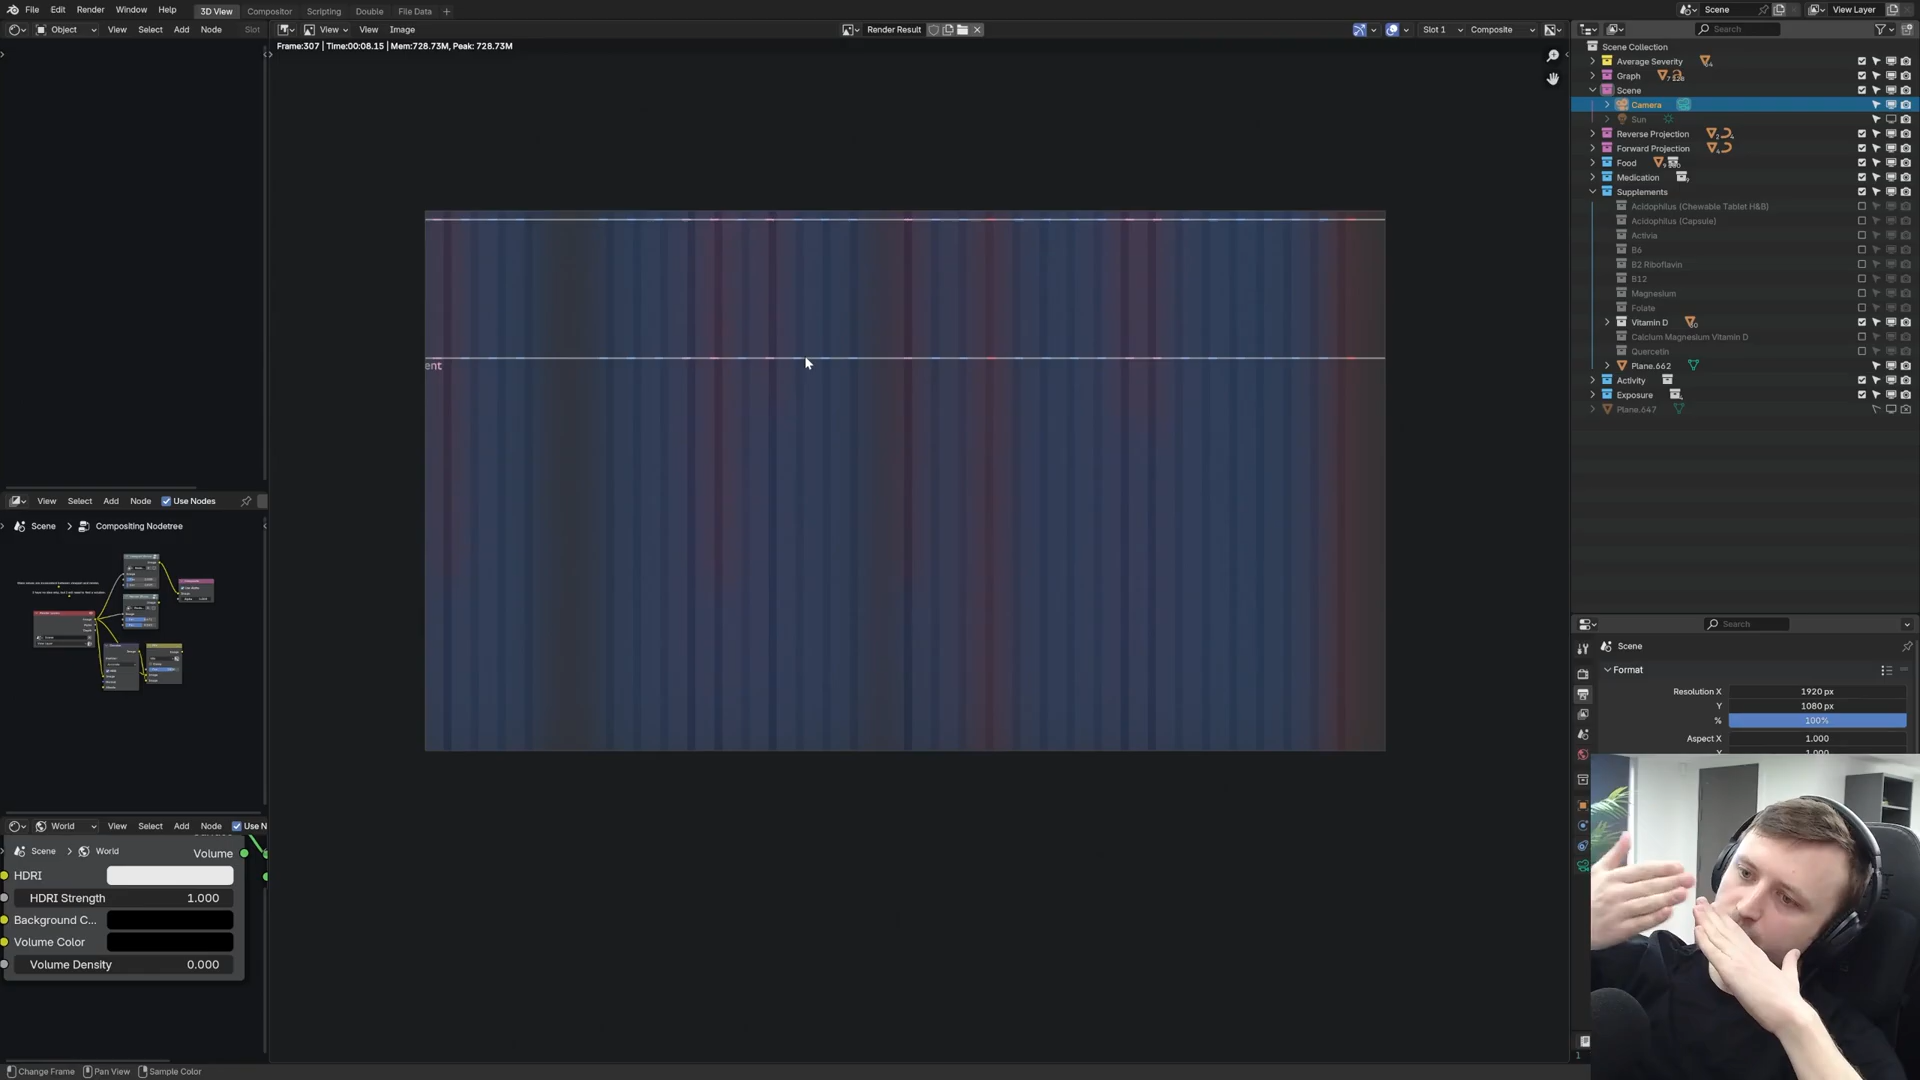 File Edit Render Window Help
3D View Compositor Scripting Double File Data +
Scene
View Layer
Object View Select Add Node Slot
View View Image
Render Result
Slot 1 Composite
Search
Frame:307 | Time:00:08.15 | Mem:728.73M, Peak: 728.73M
ent
Scene Collection
Average Severity
Graph
Scene
Camera
Sun
Reverse Projection
Forward Projection
Food
Medication
Supplements
Acidophilus (Chewable Tablet H&B)
Acidophilus (Capsule)
Activia
B6
B2 Riboflavin
B12
Magnesium
Folate
Vitamin D
Calcium Magnesium Vitamin D
Quercetin
Plane.662
Activity
Exposure
Plane.647
View Select Add Node Use Nodes
Scene > Compositing Nodetree
Search
Scene
Format
Resolution X 1920 px
Y 1080 px
% 100%
Aspect X 1.000
World View Select Add Node Use N
Scene > World
Volume
HDRI
HDRI Strength 1.000
Background C...
Volume Color
Volume Density 0.000
Change Frame Pan View Sample Color